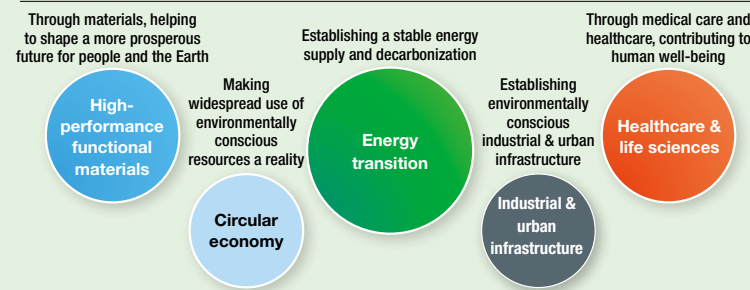 Through materials, helping
to shape a more prosperous
future for people and the Earth
High-
performance
functional
materials
Making
widespread use of
environmentally
conscious
resources a reality
Circular
economy
Establishing a stable energy
supply and decarbonization
Energy
transition
Establishing
environmentally
conscious
industrial & urban
infrastructure
Industrial &
urban
infrastructure
Through medical care and
healthcare, contributing to
human well-being
Healthcare &
life sciences